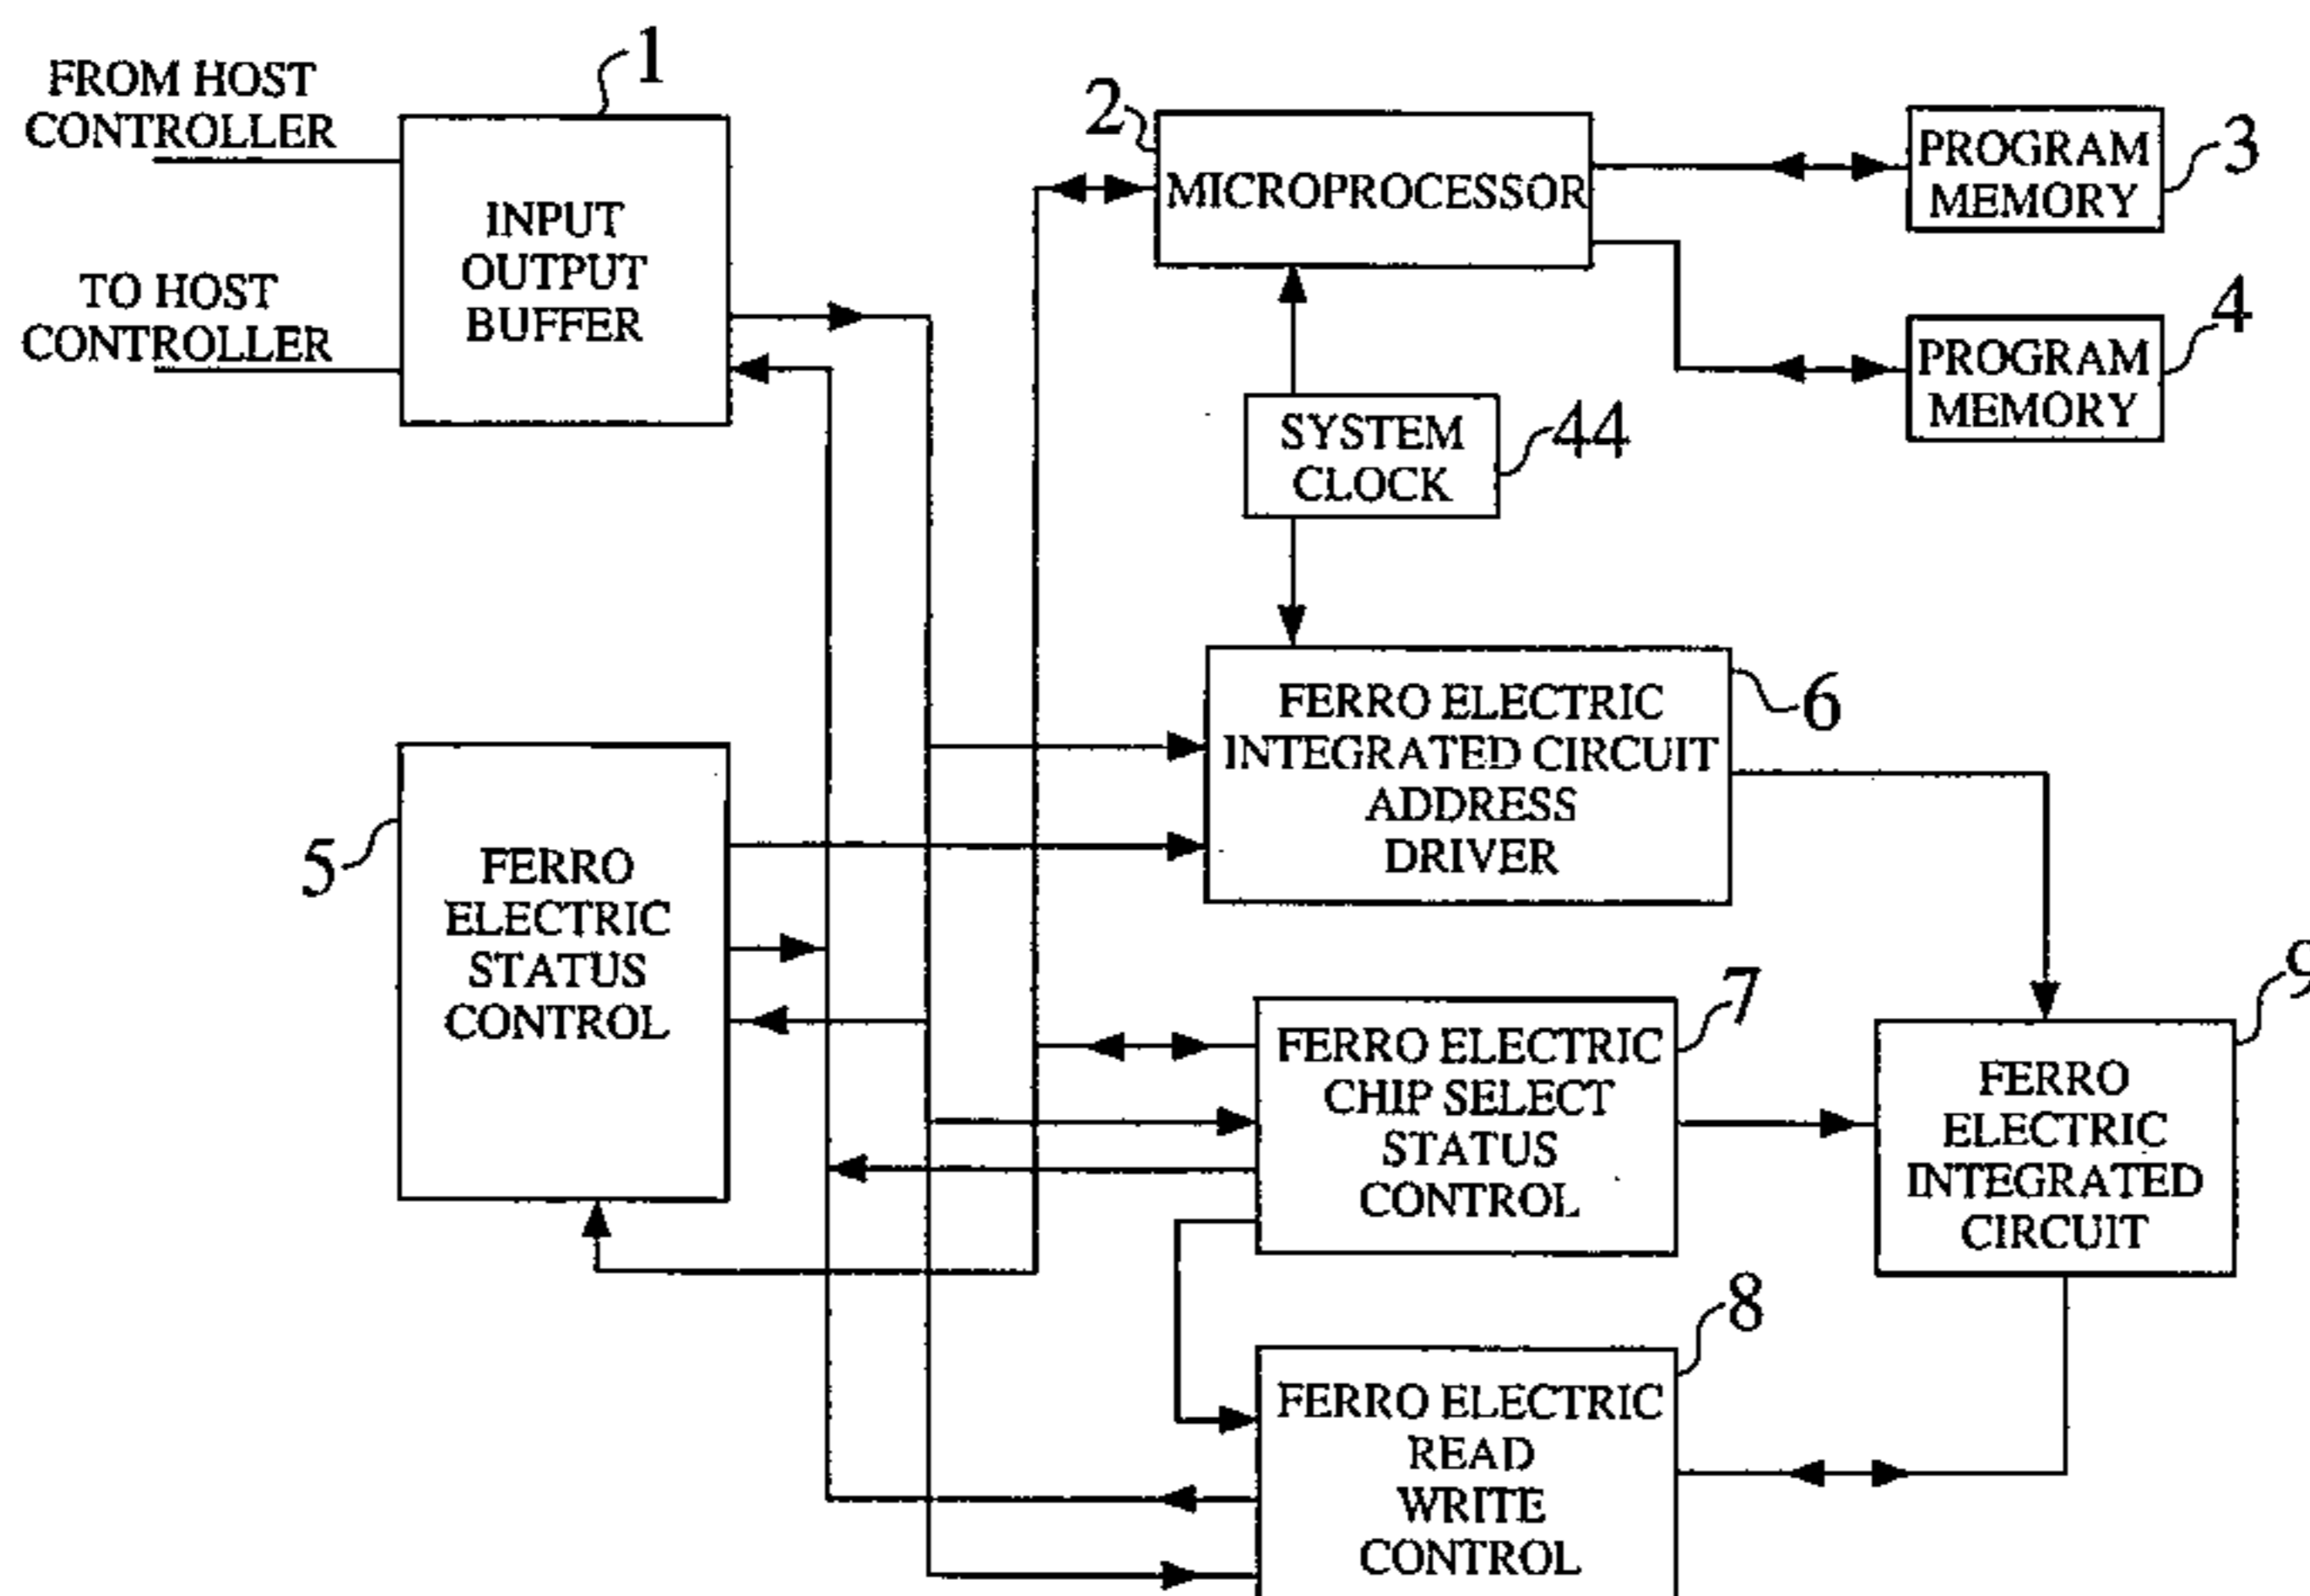 FROM HOST
CONTROLLER
TO HOST
CONTROLLER
1
INPUT
OUTPUT
BUFFER
2
MICROPROCESSOR
PROGRAM
MEMORY
3
PROGRAM
MEMORY
4
SYSTEM
CLOCK
44
5
FERRO
ELECTRIC
STATUS
CONTROL
FERRO ELECTRIC
INTEGRATED CIRCUIT
ADDRESS
DRIVER
6
FERRO ELECTRIC
CHIP SELECT
STATUS
CONTROL
7
FERRO ELECTRIC
READ
WRITE
CONTROL
8
FERRO
ELECTRIC
INTEGRATED
CIRCUIT
9